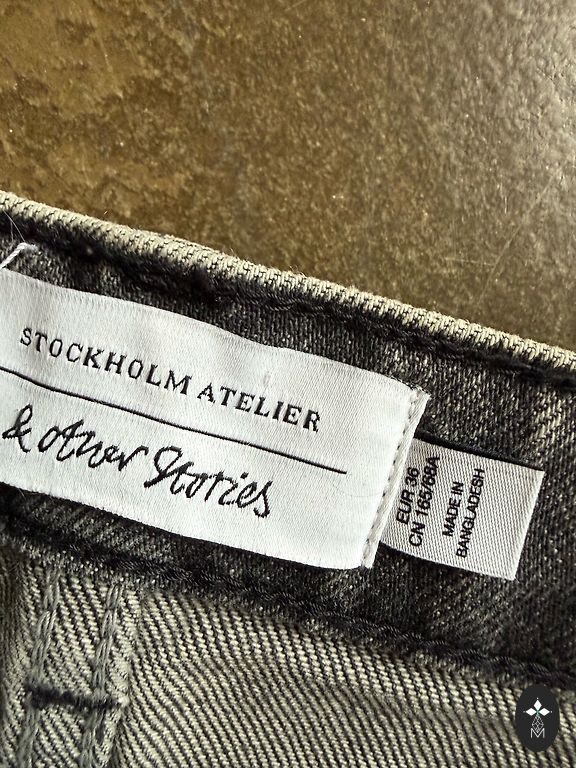 STOCKHOLM ATELIER
& other Stories
EUR 36
CN 165/68A
MADE IN
BANGLADESH
M